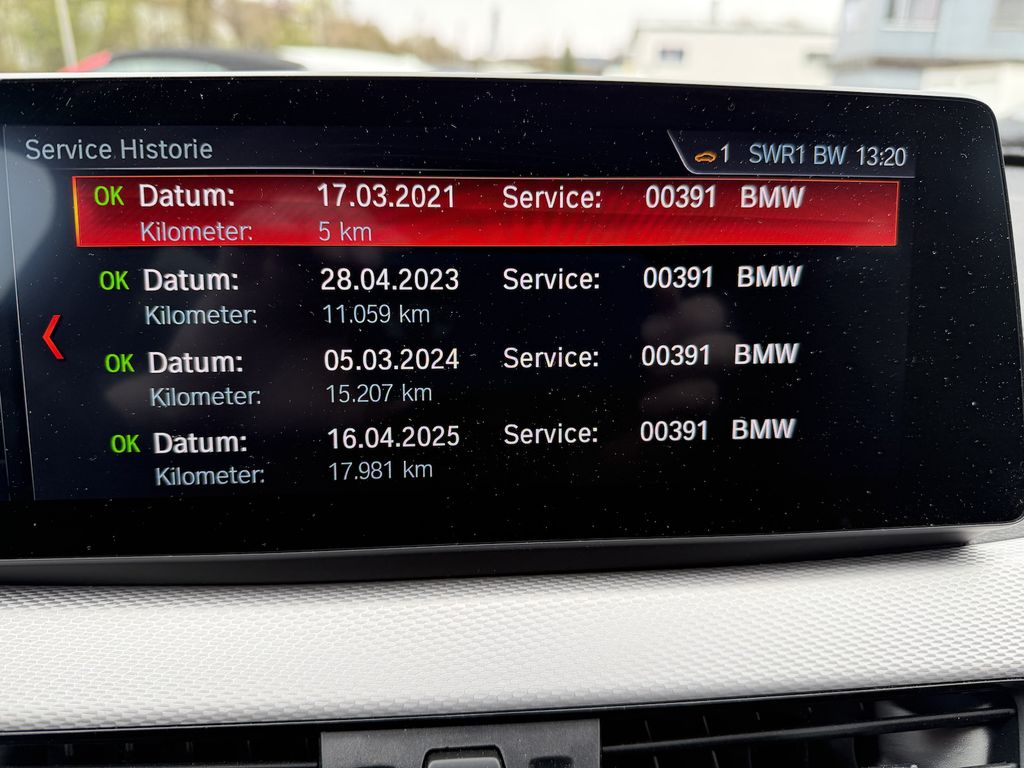 Service Historie
1 SWR1 BW 13:20
OK Datum: 17.03.2021 Service: 00391 BMW
Kilometer: 5 km
OK Datum: 28.04.2023 Service: 00391 BMW
Kilometer: 11.059 km
OK Datum: 05.03.2024 Service: 00391 BMW
Kilometer: 15.207 km
OK Datum: 16.04.2025 Service: 00391 BMW
Kilometer: 17.981 km